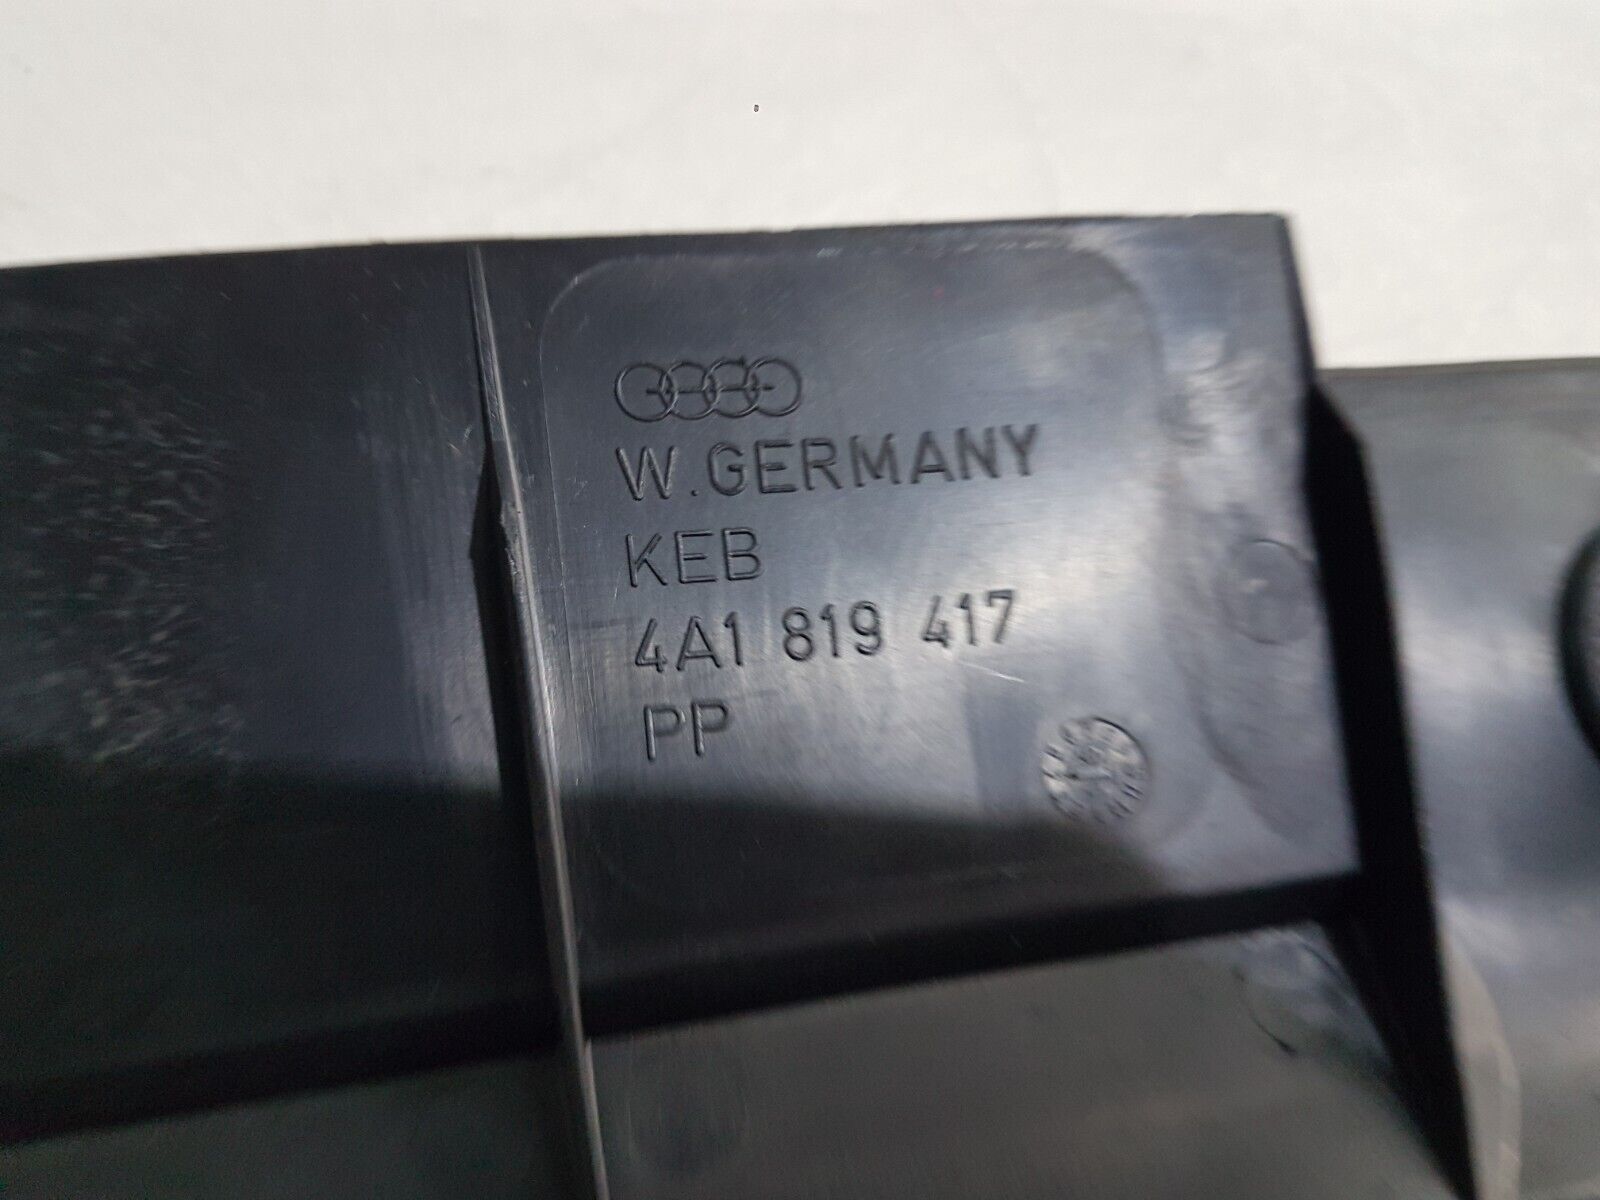 W.GERMANY
KEB
4A1 819 417
PP